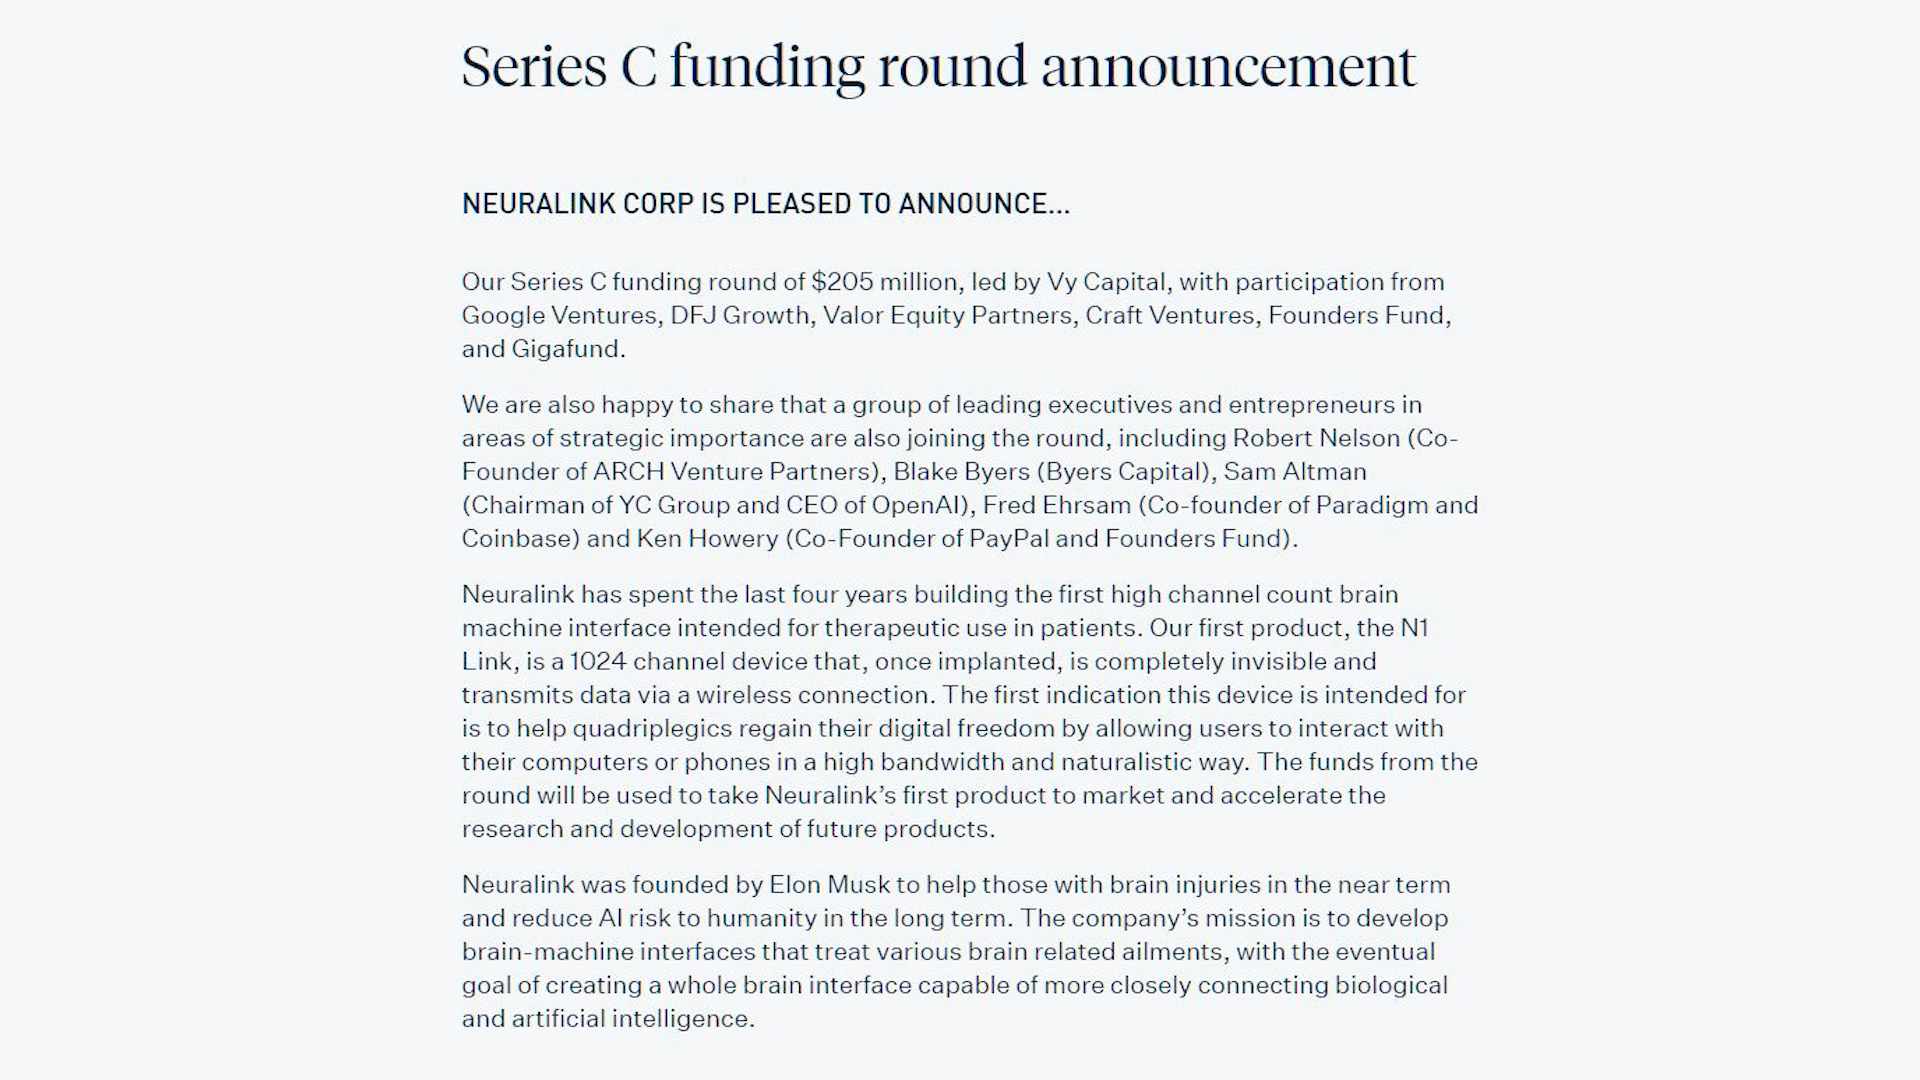 Series C funding round announcement
NEURALINK CORP IS PLEASED TO ANNOUNCE...
Our Series C funding round of $205 million, led by Vy Capital, with participation from
Google Ventures, DFJ Growth, Valor Equity Partners, Craft Ventures, Founders Fund,
and Gigafund.
We are also happy to share that a group of leading executives and entrepreneurs in
areas of strategic importance are also joining the round, including Robert Nelson (Co-
Founder of ARCH Venture Partners), Blake Byers (Byers Capital), Sam Altman
(Chairman of YC Group and CEO of OpenAI), Fred Ehrsam (Co-founder of Paradigm and
Coinbase) and Ken Howery (Co-Founder of PayPal and Founders Fund).
Neuralink has spent the last four years building the first high channel count brain
machine interface intended for therapeutic use in patients. Our first product, the N1
Link, is a 1024 channel device that, once implanted, is completely invisible and
transmits data via a wireless connection. The first indication this device is intended for
is to help quadriplegics regain their digital freedom by allowing users to interact with
their computers or phones in a high bandwidth and naturalistic way. The funds from the
round will be used to take Neuralink’s first product to market and accelerate the
research and development of future products.
Neuralink was founded by Elon Musk to help those with brain injuries in the near term
and reduce AI risk to humanity in the long term. The company’s mission is to develop
brain-machine interfaces that treat various brain related ailments, with the eventual
goal of creating a whole brain interface capable of more closely connecting biological
and artificial intelligence.